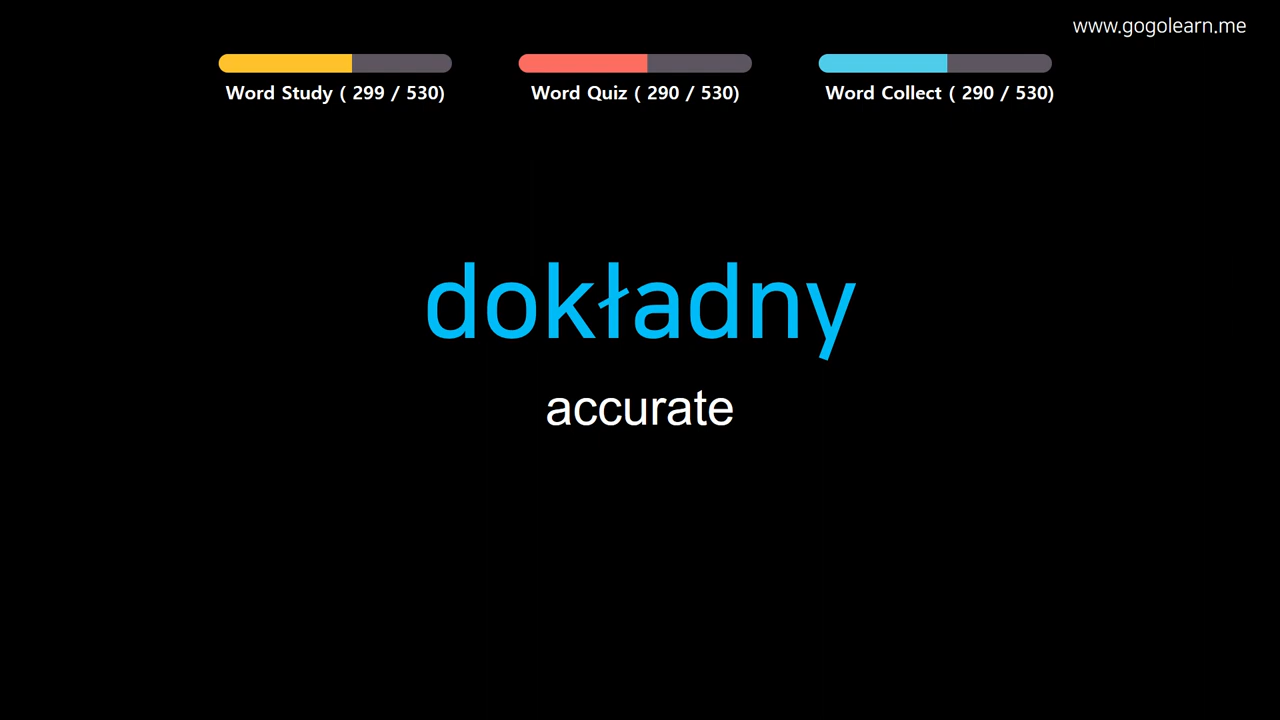 www.gogolearn.me
Word Study ( 299 / 530)
Word Quiz ( 290 / 530)
Word Collect ( 290 / 530)
dokładny
accurate